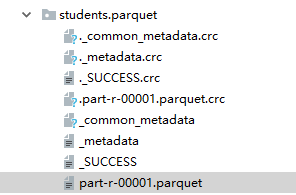 students.parquet
._common_metadata.crc
._metadata.crc
._SUCCESS.crc
.part-r-00001.parquet.crc
_common_metadata
_metadata
_SUCCESS
part-r-00001.parquet